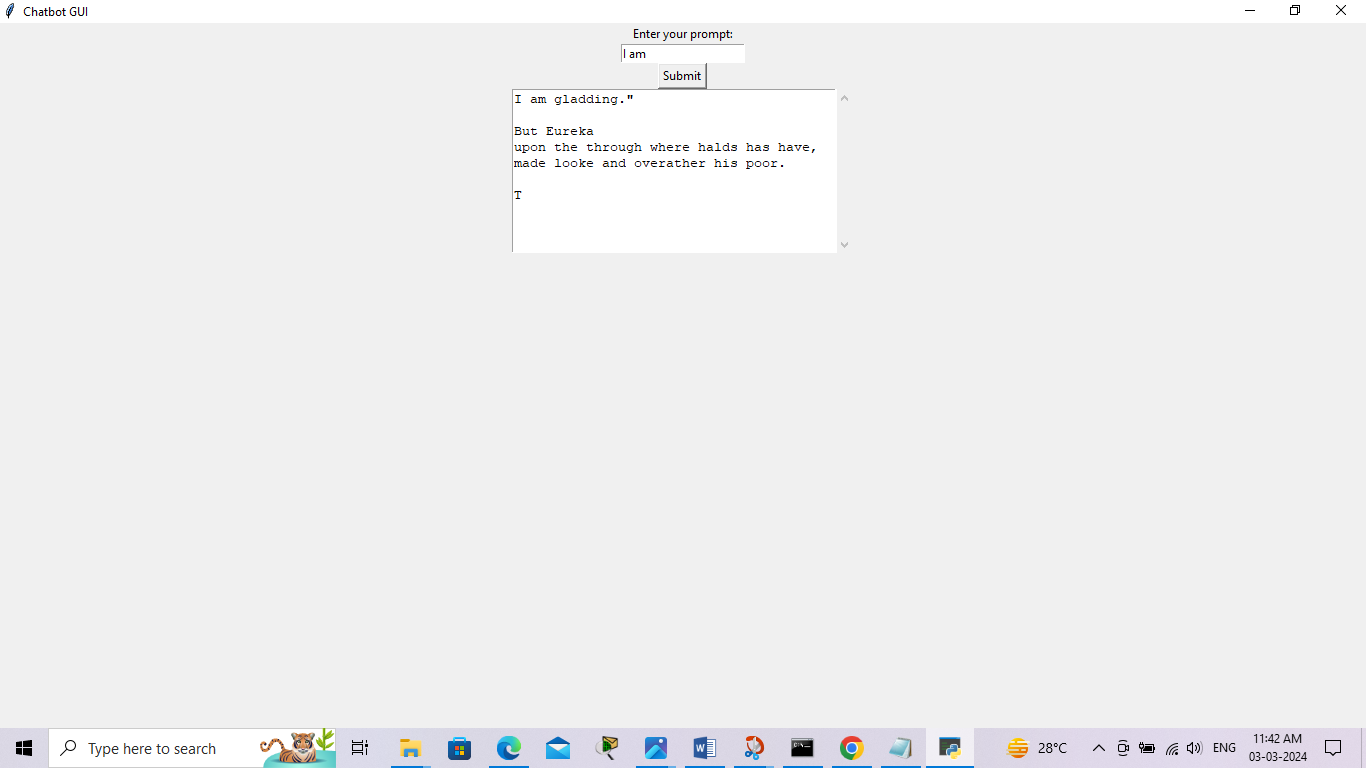 Chatbot GUI
Enter your prompt:
I am
Submit
I am gladding."
But Eureka
upon the through where halds has have,
made looke and overather his poor.
T
Type here to search
28°C
ENG
11:42 AM
03-03-2024